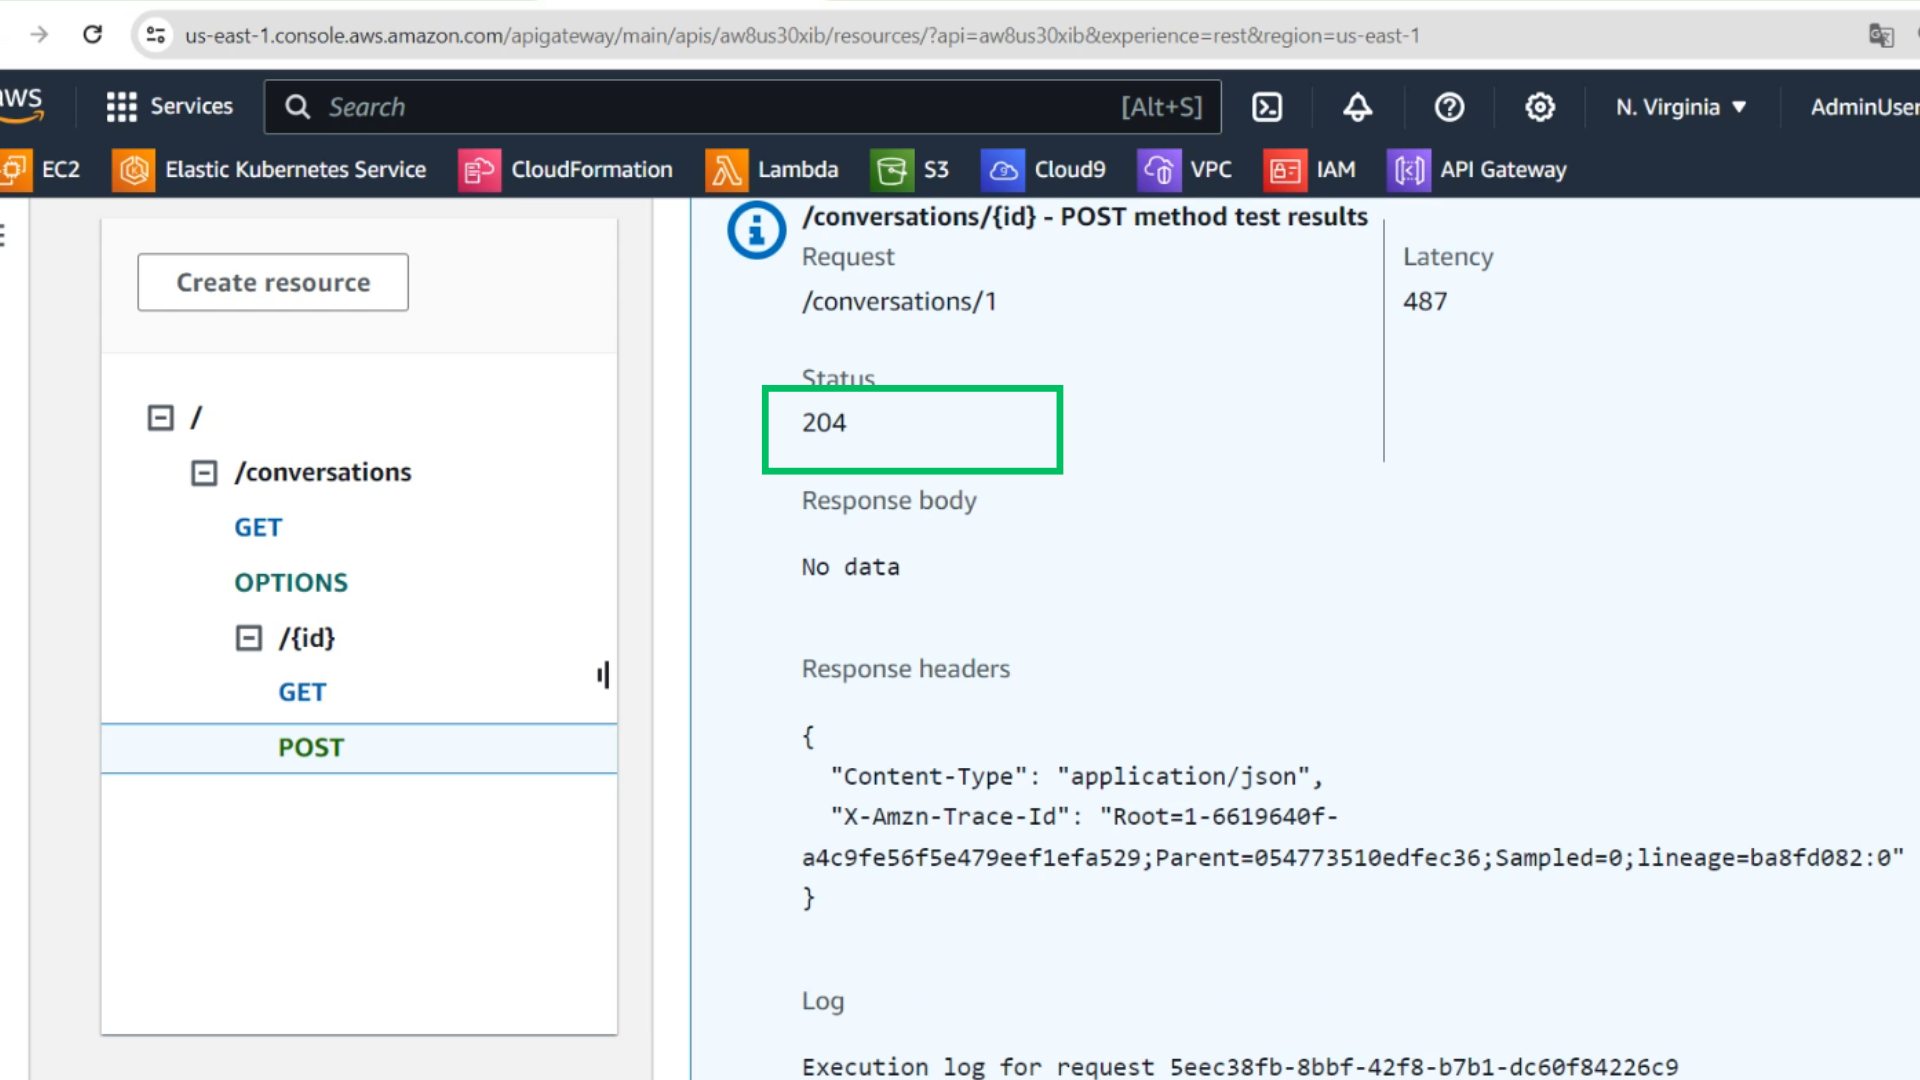 us-east-1.console.aws.amazon.com/apigateway/main/apis/aw8us30xib/resources/?api=aw8us30xib&experience=rest&region=us-east-1
aws Services Search [Alt+S] N. Virginia AdminUser
EC2 Elastic Kubernetes Service CloudFormation Lambda S3 Cloud9 VPC IAM API Gateway
Create resource
/
/conversations
GET
OPTIONS
/{id}
GET
POST
/conversations/{id} - POST method test results
Request
/conversations/1
Latency
487
Status
204
Response body
No data
Response headers
{
"Content-Type": "application/json",
"X-Amzn-Trace-Id": "Root=1-6619640f-
a4c9fe56f5e479eef1efa529;Parent=054773510edfec36;Sampled=0;lineage=ba8fd082:0"
}
Log
Execution log for request 5eec38fb-8bbf-42f8-b7b1-dc60f84226c9